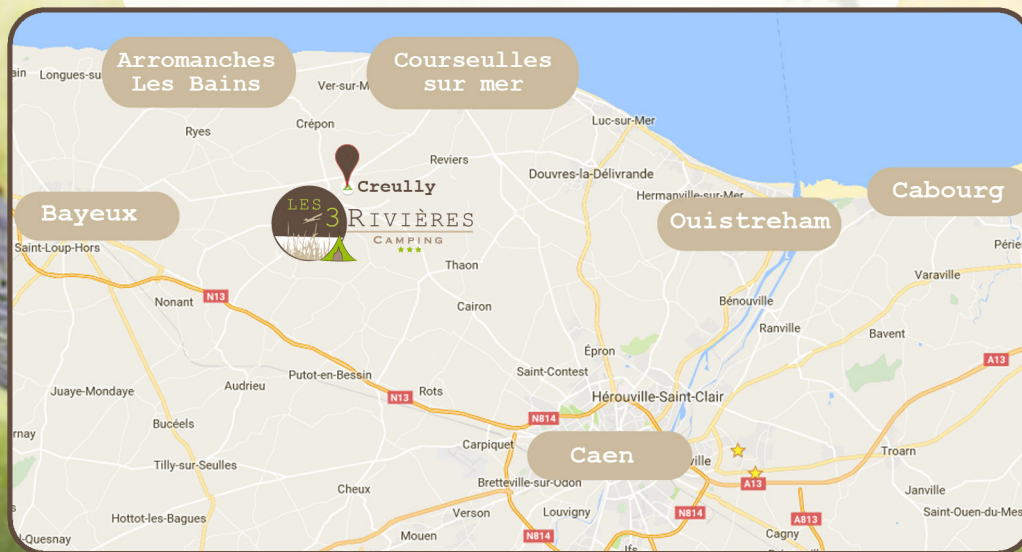 Arromanches
Les Bains
Courseulles
sur mer
Longues-su
Ver-sur-M
Crépon
Ryes
Luc-sur-Mer
Reviers
Douvres-la-Délivrande
Creully
Hermanville-sur-Mer
Cabourg
Bayeux
LES 3 RIVIÈRES
CAMPING
Ouistreham
Saint-Loup-Hors
Thaon
Périe
Varaville
Nonant
N13
Cairon
Bénouville
Ranville
Bavent
Épron
A13
Saint-Contest
Putot-en-Bessin
Audrieu
Juaye-Mondaye
N13
Rots
Hérouville-Saint-Clair
N814
Bucéels
rnay
Carpiquet
Caen
ville
Troarn
Tilly-sur-Seulles
Bretteville-sur-Odon
A13
Cheux
Janville
Verson
Louvigny
N814
Saint-Ouen-du-Mes
Hottot-les-Bagues
A813
-Quesnay
Mouen
N814
Cagny
Ifs